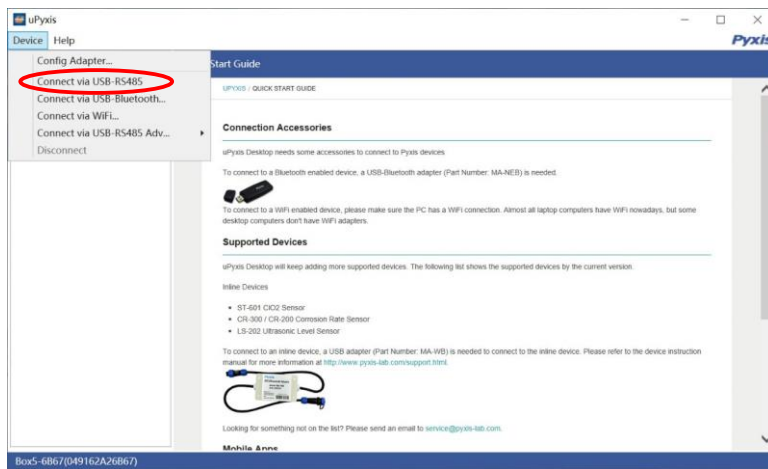 uPyxis
Device Help
Pyxis
Config Adapter...
Connect via USB-RS485
Connect via USB-Bluetooth...
Connect via WiFi...
Connect via USB-RS485 Adv...
Disconnect
Start Guide
UPYXIS / QUICK START GUIDE
Connection Accessories
uPyxis Desktop needs some accessories to connect to Pyxis devices
To connect to a Bluetooth enabled device, a USB-Bluetooth adapter (Part Number: MA-NEB) is needed.
To connect to a WiFi enabled device, please make sure the PC has a WiFi connection. Almost all laptop computers have WiFi nowadays, but some
desktop computers don't have WiFi adapters.
Supported Devices
uPyxis Desktop will keep adding more supported devices. The following list shows the supported devices by the current version.
Inline Devices
• ST-601 ClO2 Sensor
• CR-300 / CR-200 Corrosion Rate Sensor
• LS-202 Ultrasonic Level Sensor
To connect to an inline device, a USB adapter (Part Number: MA-WB) is needed to connect to the inline device. Please refer to the device instruction
manual for more information at http://www.pyxis-lab.com/support.html.
Looking for something not on the list? Please send an email to service@pyxis-lab.com.
Mobile Apps
Box5-6B67(049162A26B67)